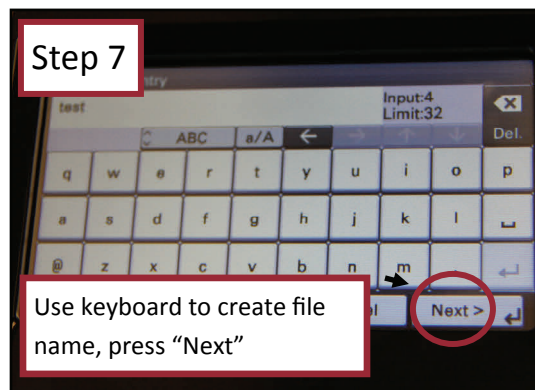 Step 7
test
Input:4
Limit:32
Del.
ABC
a/A
q w e r t y u i o p
a s d f g h j k l
@ z x c v b n m
Next >
Use keyboard to create file
name, press “Next”